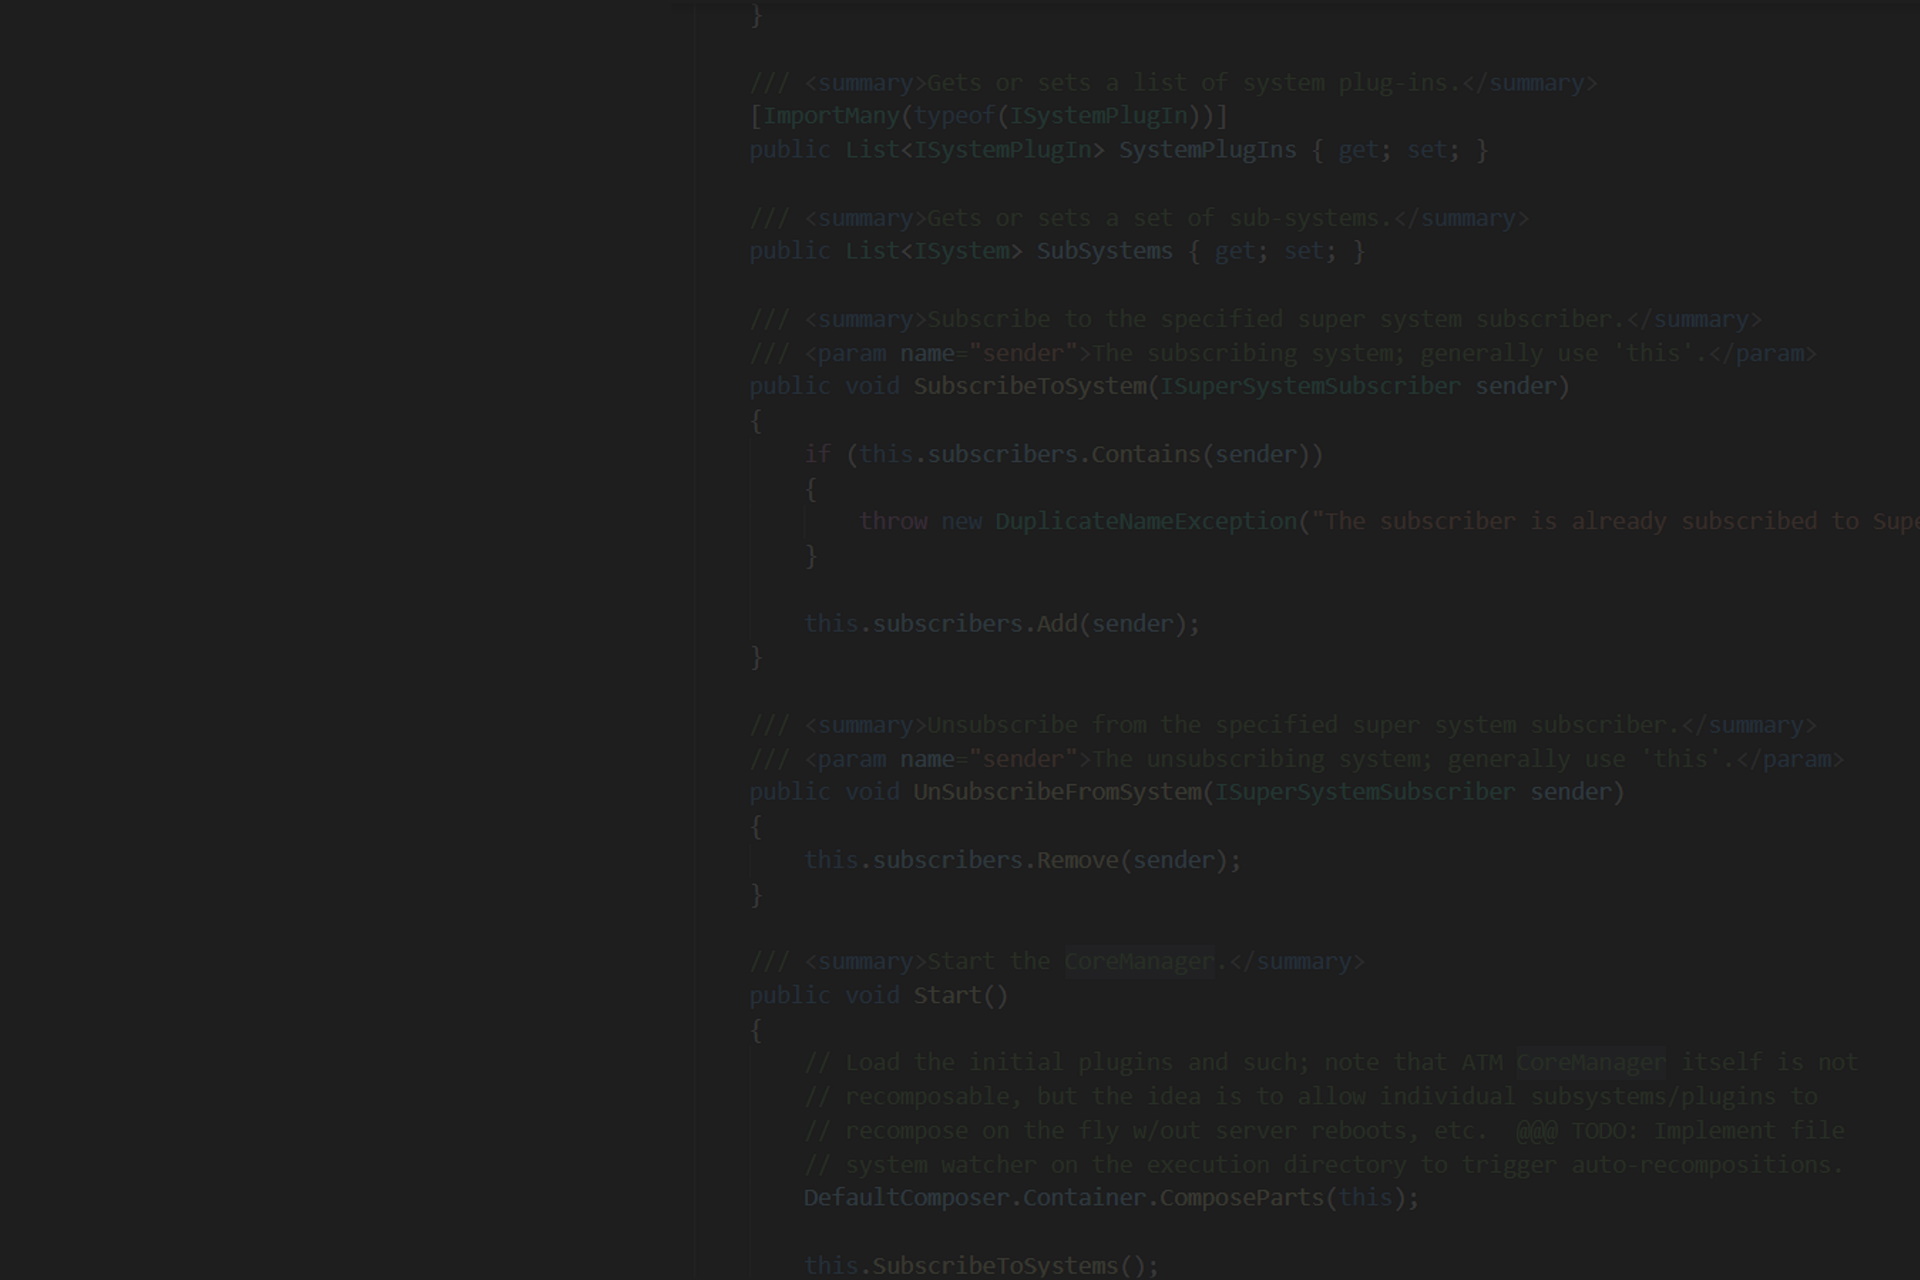 }
/// <summary>Gets or sets a list of system plug-ins.</summary>
[ImportMany(typeof(ISystemPlugIn))]
public List<ISystemPlugIn> SystemPlugIns { get; set; }
/// <summary>Gets or sets a set of sub-systems.</summary>
public List<ISystem> SubSystems { get; set; }
/// <summary>Subscribe to the specified super system subscriber.</summary>
/// <param name="sender">The subscribing system; generally use 'this'.</param>
public void SubscribeToSystem(ISuperSystemSubscriber sender)
{
if (this.subscribers.Contains(sender))
{
throw new DuplicateNameException("The subscriber is already subscribed to Supe
}
this.subscribers.Add(sender);
}
/// <summary>Unsubscribe from the specified super system subscriber.</summary>
/// <param name="sender">The unsubscribing system; generally use 'this'.</param>
public void UnSubscribeFromSystem(ISuperSystemSubscriber sender)
{
this.subscribers.Remove(sender);
}
/// <summary>Start the CoreManager.</summary>
public void Start()
{
// Load the initial plugins and such; note that ATM CoreManager itself is not
// recomposable, but the idea is to allow individual subsystems/plugins to
// recompose on the fly w/out server reboots, etc.  @@@ TODO: Implement file
// system watcher on the execution directory to trigger auto-recompositions.
DefaultComposer.Container.ComposeParts(this);
this.SubscribeToSystems();